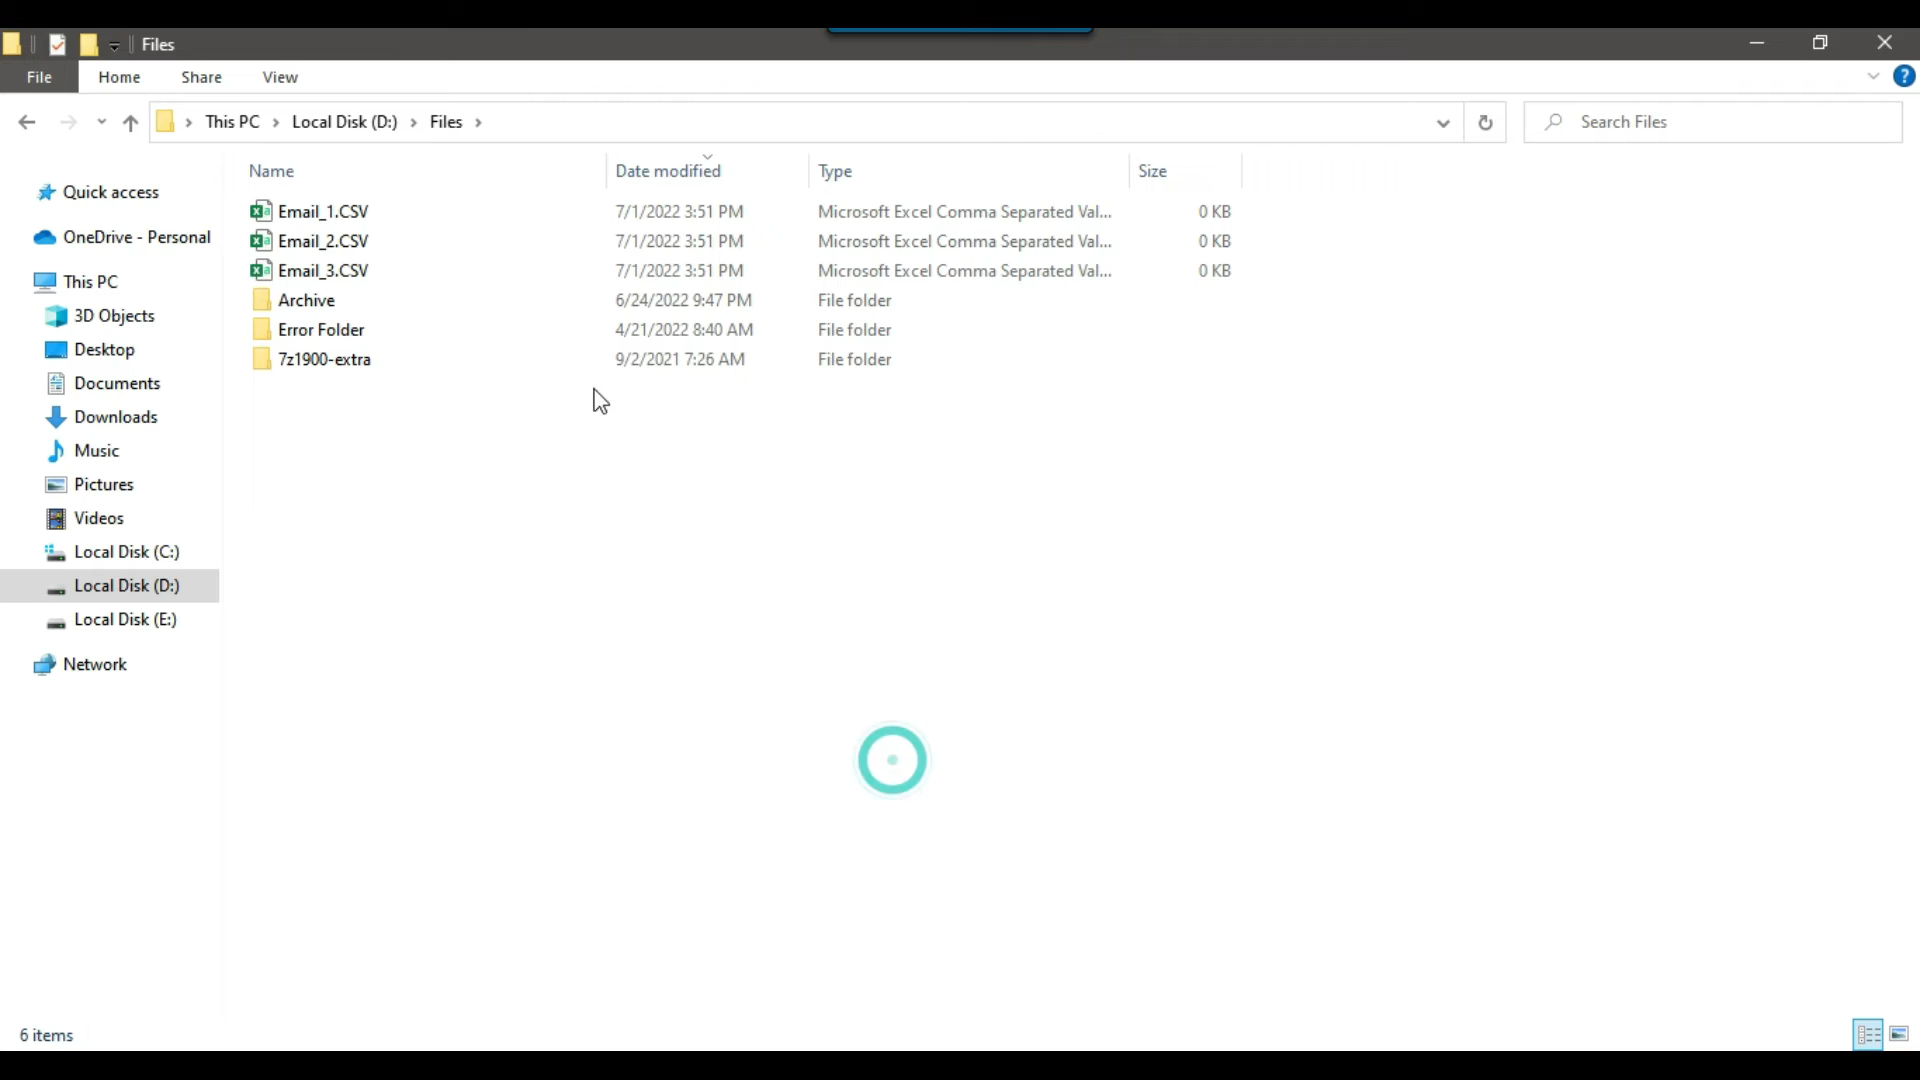 Files
File Home Share View
This PC Local Disk (D:) Files
Search Files
Name Date modified Type Size
Email_1.CSV 7/1/2022 3:51 PM Microsoft Excel Comma Separated Val... 0 KB
Email_2.CSV 7/1/2022 3:51 PM Microsoft Excel Comma Separated Val... 0 KB
Email_3.CSV 7/1/2022 3:51 PM Microsoft Excel Comma Separated Val... 0 KB
Archive 6/24/2022 9:47 PM File folder
Error Folder 4/21/2022 8:40 AM File folder
7z1900-extra 9/2/2021 7:26 AM File folder
Quick access
OneDrive - Personal
This PC
3D Objects
Desktop
Documents
Downloads
Music
Pictures
Videos
Local Disk (C:)
Local Disk (D:)
Local Disk (E:)
Network
6 items